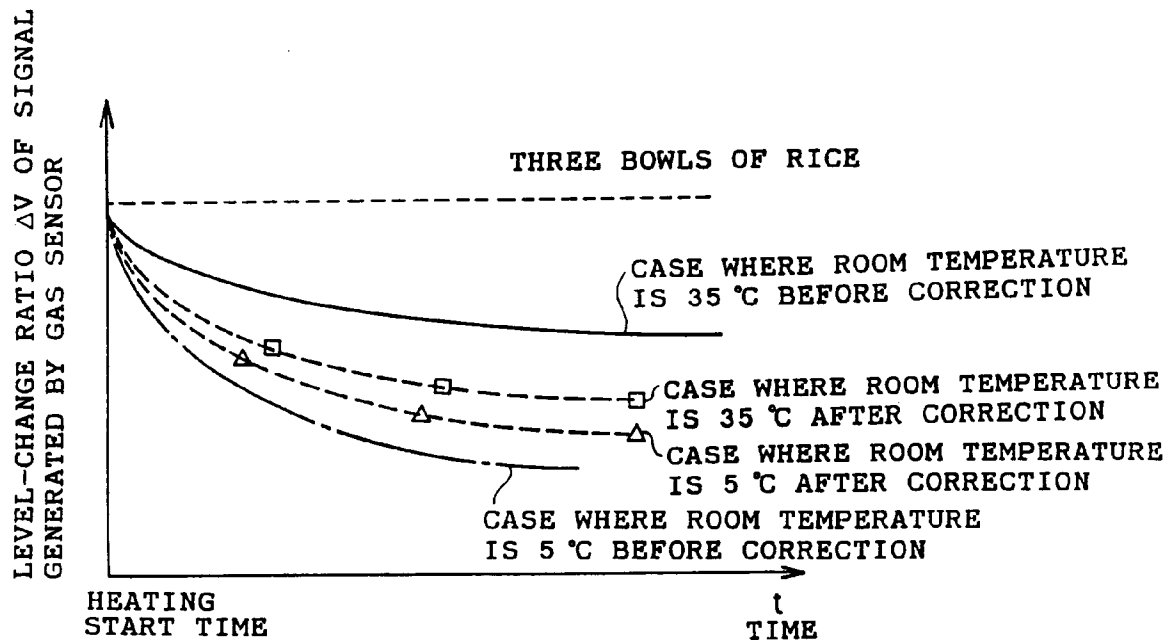 LEVEL-CHANGE RATIO ΔV OF SIGNAL
GENERATED BY GAS SENSOR
THREE BOWLS OF RICE
CASE WHERE ROOM TEMPERATURE
IS 35 °C BEFORE CORRECTION
CASE WHERE ROOM TEMPERATURE
IS 35 °C AFTER CORRECTION
CASE WHERE ROOM TEMPERATURE
IS 5 °C AFTER CORRECTION
CASE WHERE ROOM TEMPERATURE
IS 5 °C BEFORE CORRECTION
HEATING
START TIME
t
TIME